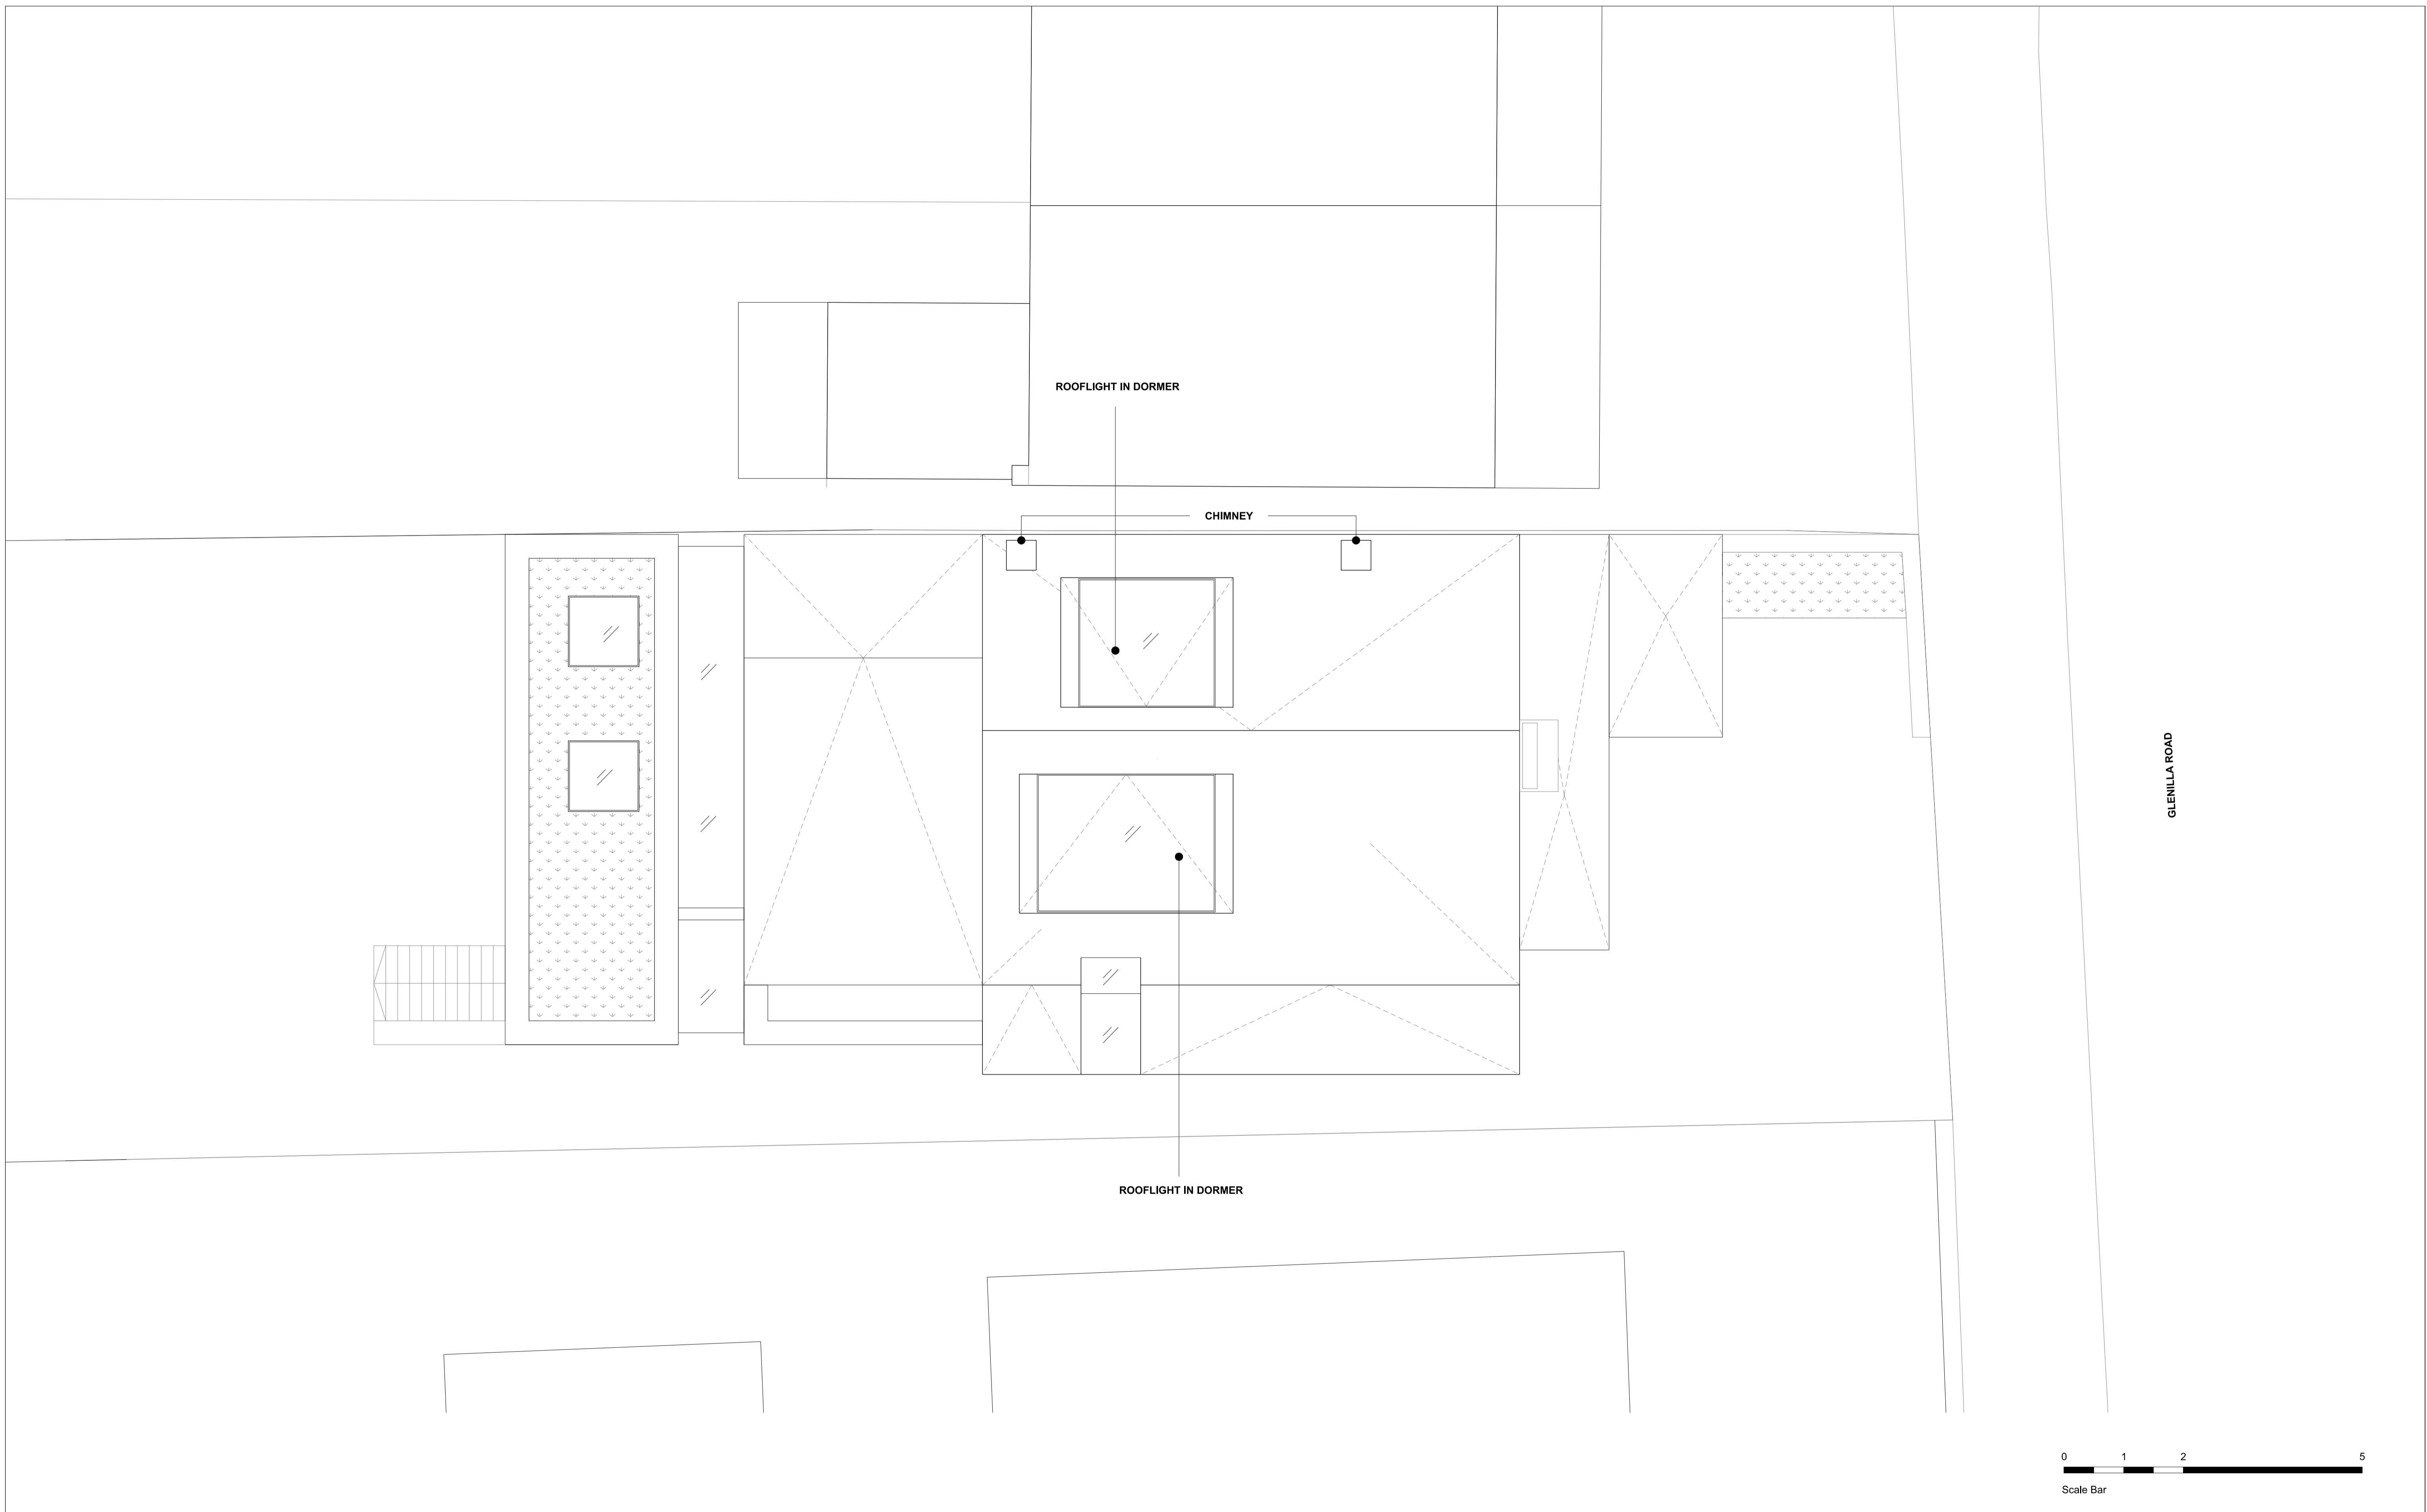 ROOFLIGHT IN DORMER
CHIMNEY
GLENILLA ROAD
ROOFLIGHT IN DORMER
0 1 2 5
Scale Bar